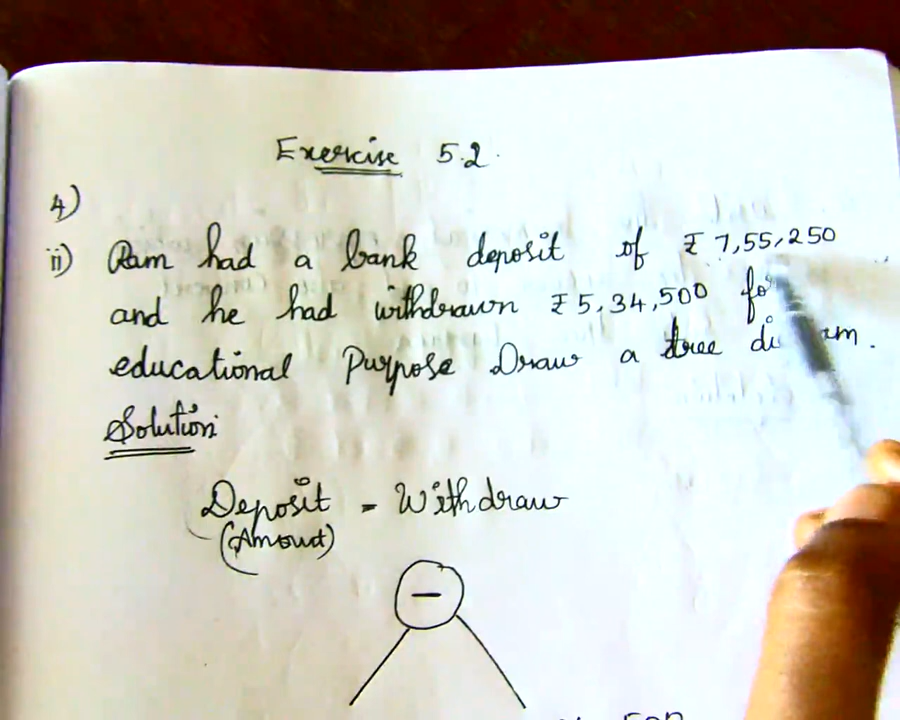 Exercise 5.2.
4)
ii) Ram had a bank deposit of ₹ 7,55,250
and he had withdrawn ₹ 5,34,500
educational Purpose Draw a tree
Solution:
Deposit - Withdraw
(Amount)
-